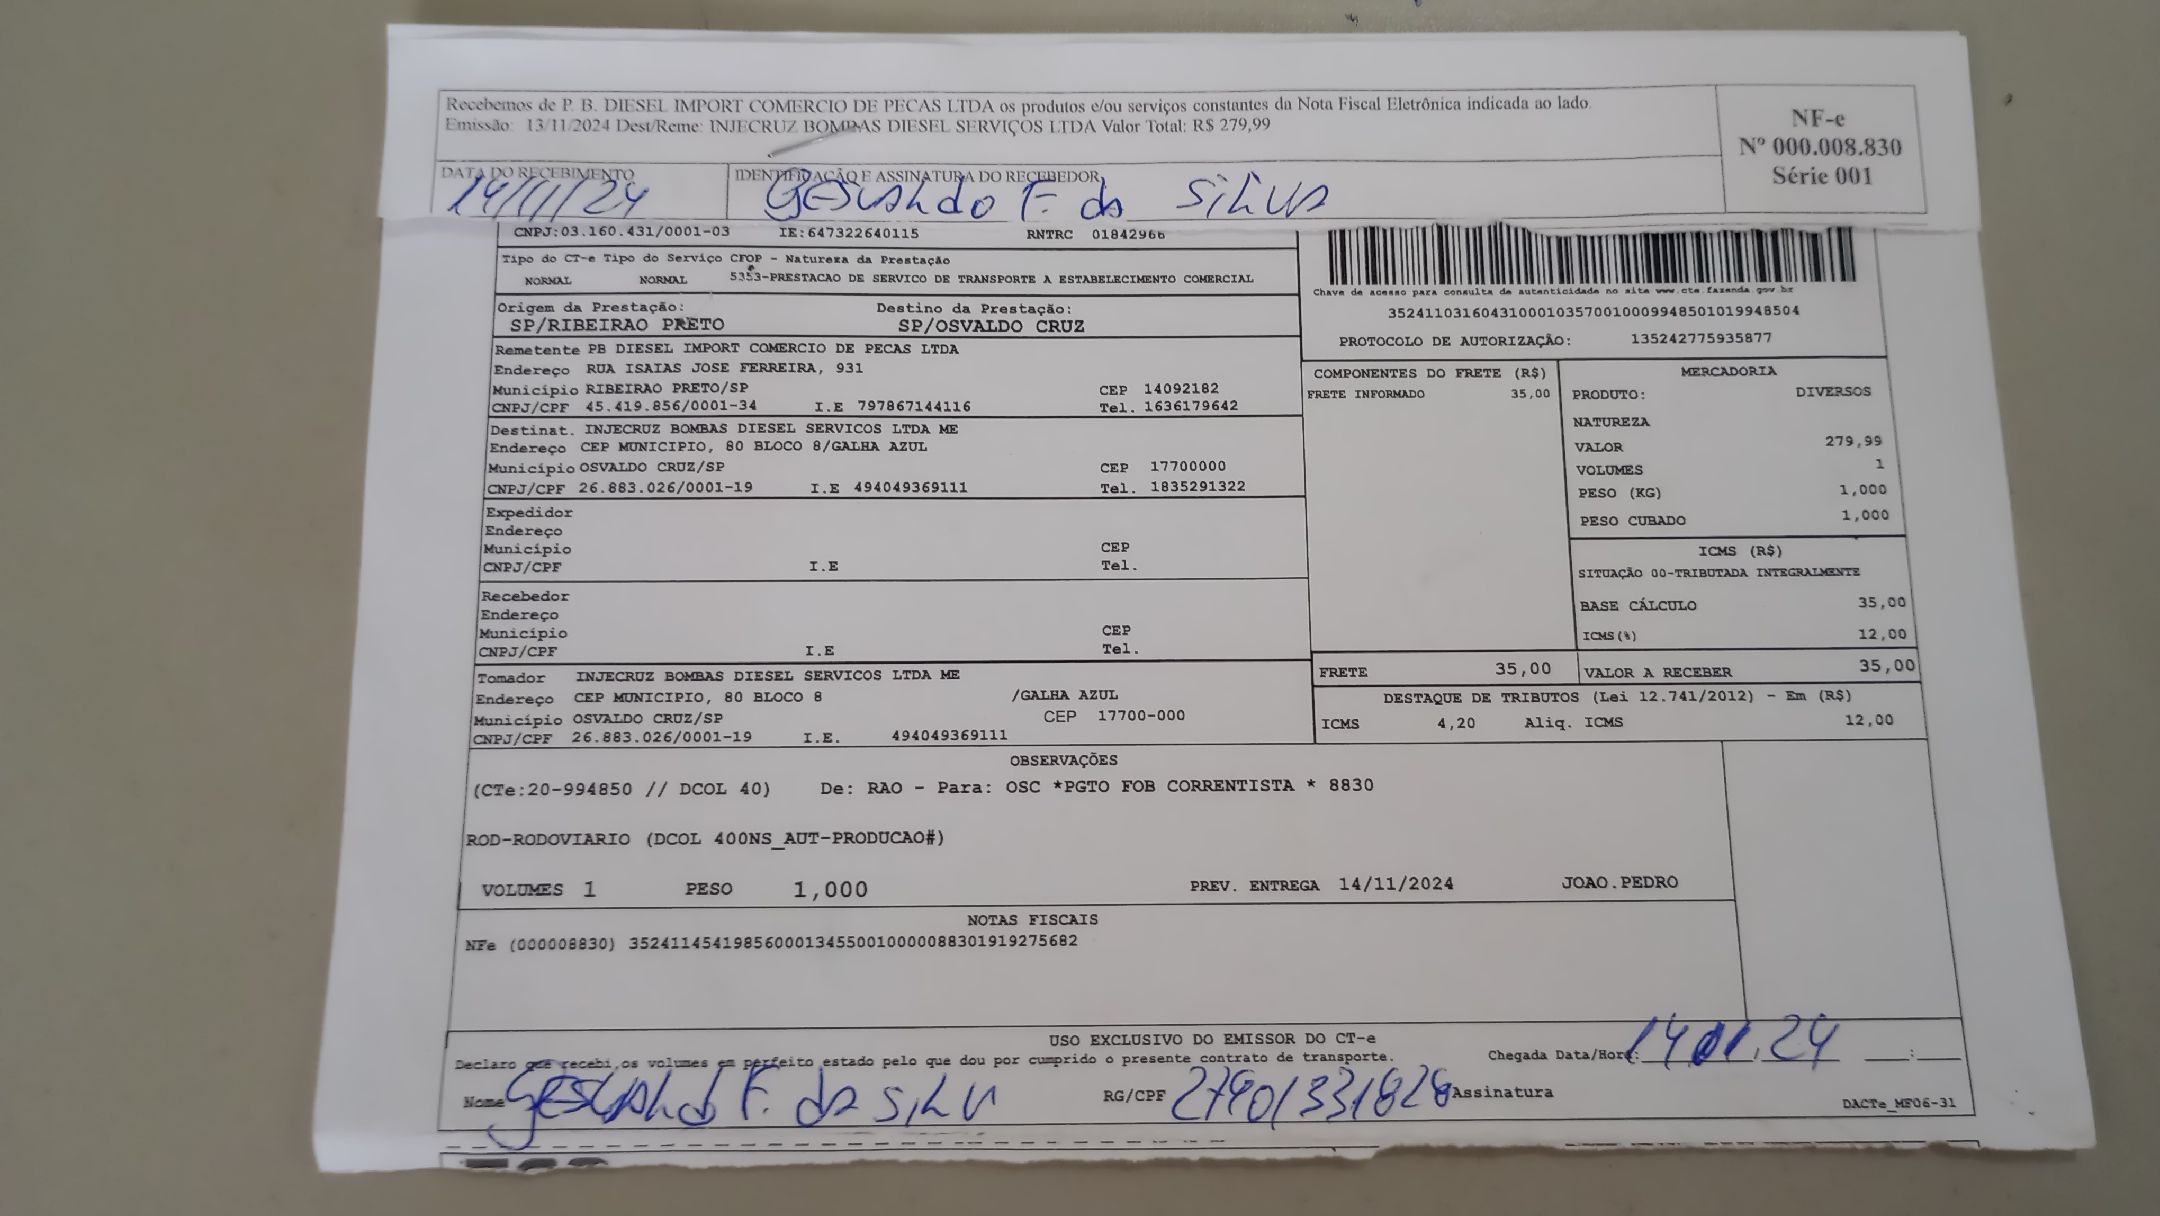 Recebemos de P. B. DIESEL IMPORT COMERCIO DE PECAS LTDA os produtos e/ou serviços constantes da Nota Fiscal Eletrônica indicada ao lado.
Emissão: 13/11/2024 Dest/Reme: INJECRUZ BOMBAS DIESEL SERVIÇOS LTDA Valor Total: R$ 279,99
NF-e
Nº 000.008.830
Série 001
DATA DO RECEBIMENTO
14/11/24
IDENTIFICAÇÃO E ASSINATURA DO RECEBEDOR
F. da Silva
CNPJ:03.160.431/0001-03 IE:647322640115 RNTRC 01842966
Tipo do CT-e Tipo do Serviço CFOP - Natureza da Prestação
NORMAL NORMAL 5353-PRESTACAO DE SERVICO DE TRANSPORTE A ESTABELECIMENTO COMERCIAL
Origem da Prestação: Destino da Prestação:
SP/RIBEIRAO PRETO SP/OSVALDO CRUZ
Chave de acesso para consulta de autenticidade no site www.cte.fazenda.gov.br
35241103160431000103570010009948501019948504
PROTOCOLO DE AUTORIZAÇÃO: 135242775935877
Remetente PB DIESEL IMPORT COMERCIO DE PECAS LTDA
Endereço RUA ISAIAS JOSE FERREIRA, 931
Município RIBEIRAO PRETO/SP CEP 14092182
CNPJ/CPF 45.419.856/0001-34 I.E 797867144116 Tel. 1636179642
Destinat. INJECRUZ BOMBAS DIESEL SERVICOS LTDA ME
Endereço CEP MUNICIPIO, 80 BLOCO 8/GALHA AZUL
Município OSVALDO CRUZ/SP CEP 17700000
CNPJ/CPF 26.883.026/0001-19 I.E 494049369111 Tel. 1835291322
Expedidor
Endereço
Município CEP
CNPJ/CPF I.E Tel.
Recebedor
Endereço
Município CEP
CNPJ/CPF I.E Tel.
Tomador INJECRUZ BOMBAS DIESEL SERVICOS LTDA ME
Endereço CEP MUNICIPIO, 80 BLOCO 8 /GALHA AZUL
Município OSVALDO CRUZ/SP CEP 17700-000
CNPJ/CPF 26.883.026/0001-19 I.E. 494049369111
COMPONENTES DO FRETE (R$)
FRETE INFORMADO 35,00
MERCADORIA
PRODUTO: DIVERSOS
NATUREZA
VALOR 279,99
VOLUMES 1
PESO (KG) 1,000
PESO CUBADO 1,000
ICMS (R$)
SITUAÇÃO 00-TRIBUTADA INTEGRALMENTE
BASE CÁLCULO 35,00
ICMS(%) 12,00
FRETE 35,00 VALOR A RECEBER 35,00
DESTAQUE DE TRIBUTOS (Lei 12.741/2012) - Em (R$)
ICMS 4,20 Aliq. ICMS 12,00
OBSERVAÇÕES
(CTe:20-994850 // DCOL 40) De: RAO - Para: OSC *PGTO FOB CORRENTISTA * 8830
ROD-RODOVIARIO (DCOL 400NS_AUT-PRODUCAO#)
VOLUMES 1 PESO 1,000 PREV. ENTREGA 14/11/2024 JOAO.PEDRO
NOTAS FISCAIS
NFe (000008830) 35241145419856000134550010000088301919275682
USO EXCLUSIVO DO EMISSOR DO CT-e
Declaro que recebi,os volumes em perfeito estado pelo que dou por cumprido o presente contrato de transporte. Chegada Data/Hora: :
Nome F. da Silva RG/CPF Assinatura
DACTe_MF06-31